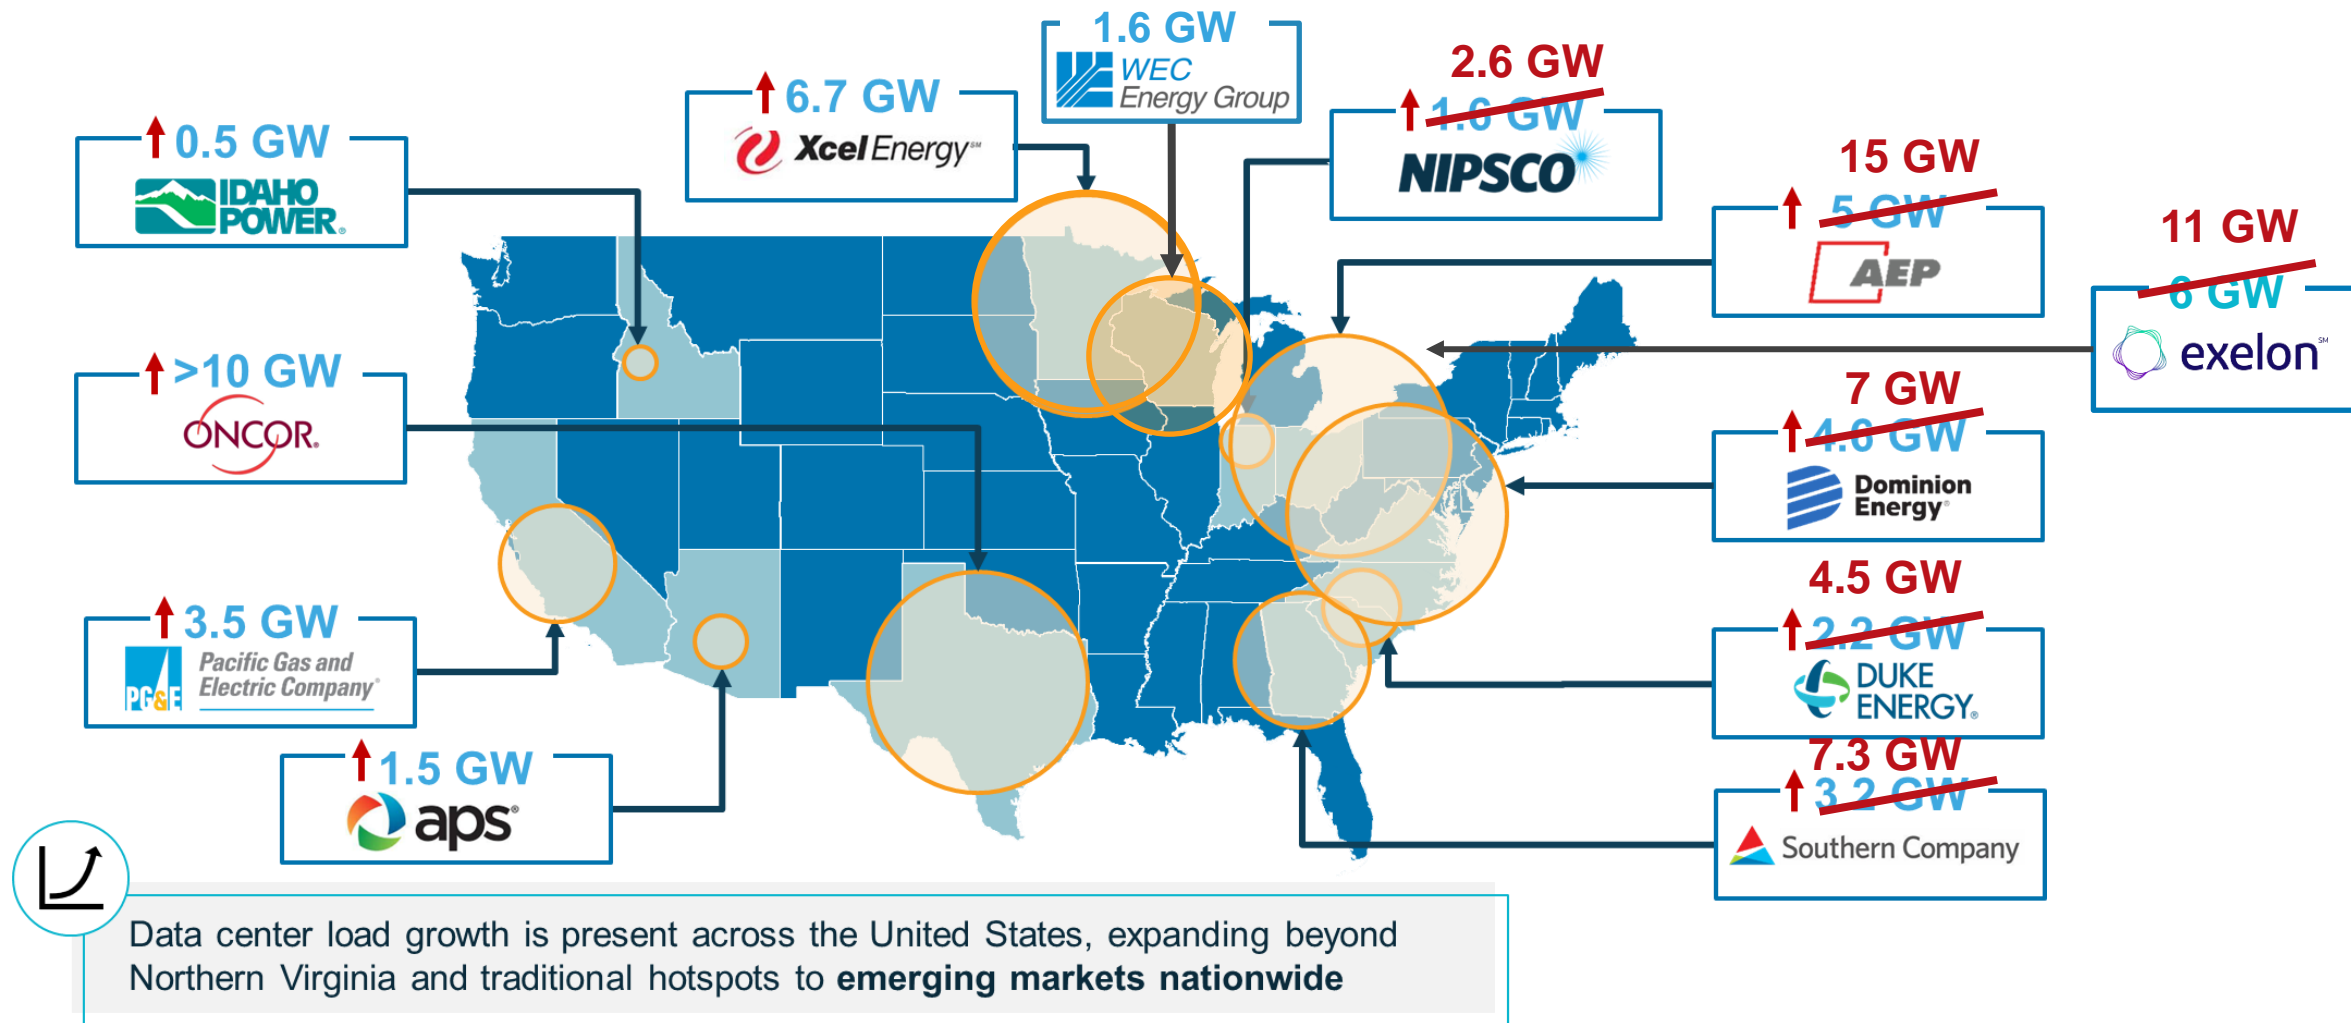 1.6 GW
WEC
Energy Group
6.7 GW
Xcel Energy℠
2.6 GW
1.6 GW
NIPSCO
0.5 GW
IDAHO
POWER®
15 GW
5 GW
AEP
11 GW
6 GW
exelon℠
>10 GW
ONCOR®
7 GW
4.6 GW
Dominion
Energy®
3.5 GW
PG&E
Pacific Gas and
Electric Company®
4.5 GW
2.2 GW
DUKE
ENERGY®
1.5 GW
aps®
7.3 GW
3.2 GW
Southern Company
Data center load growth is present across the United States, expanding beyond
Northern Virginia and traditional hotspots to emerging markets nationwide